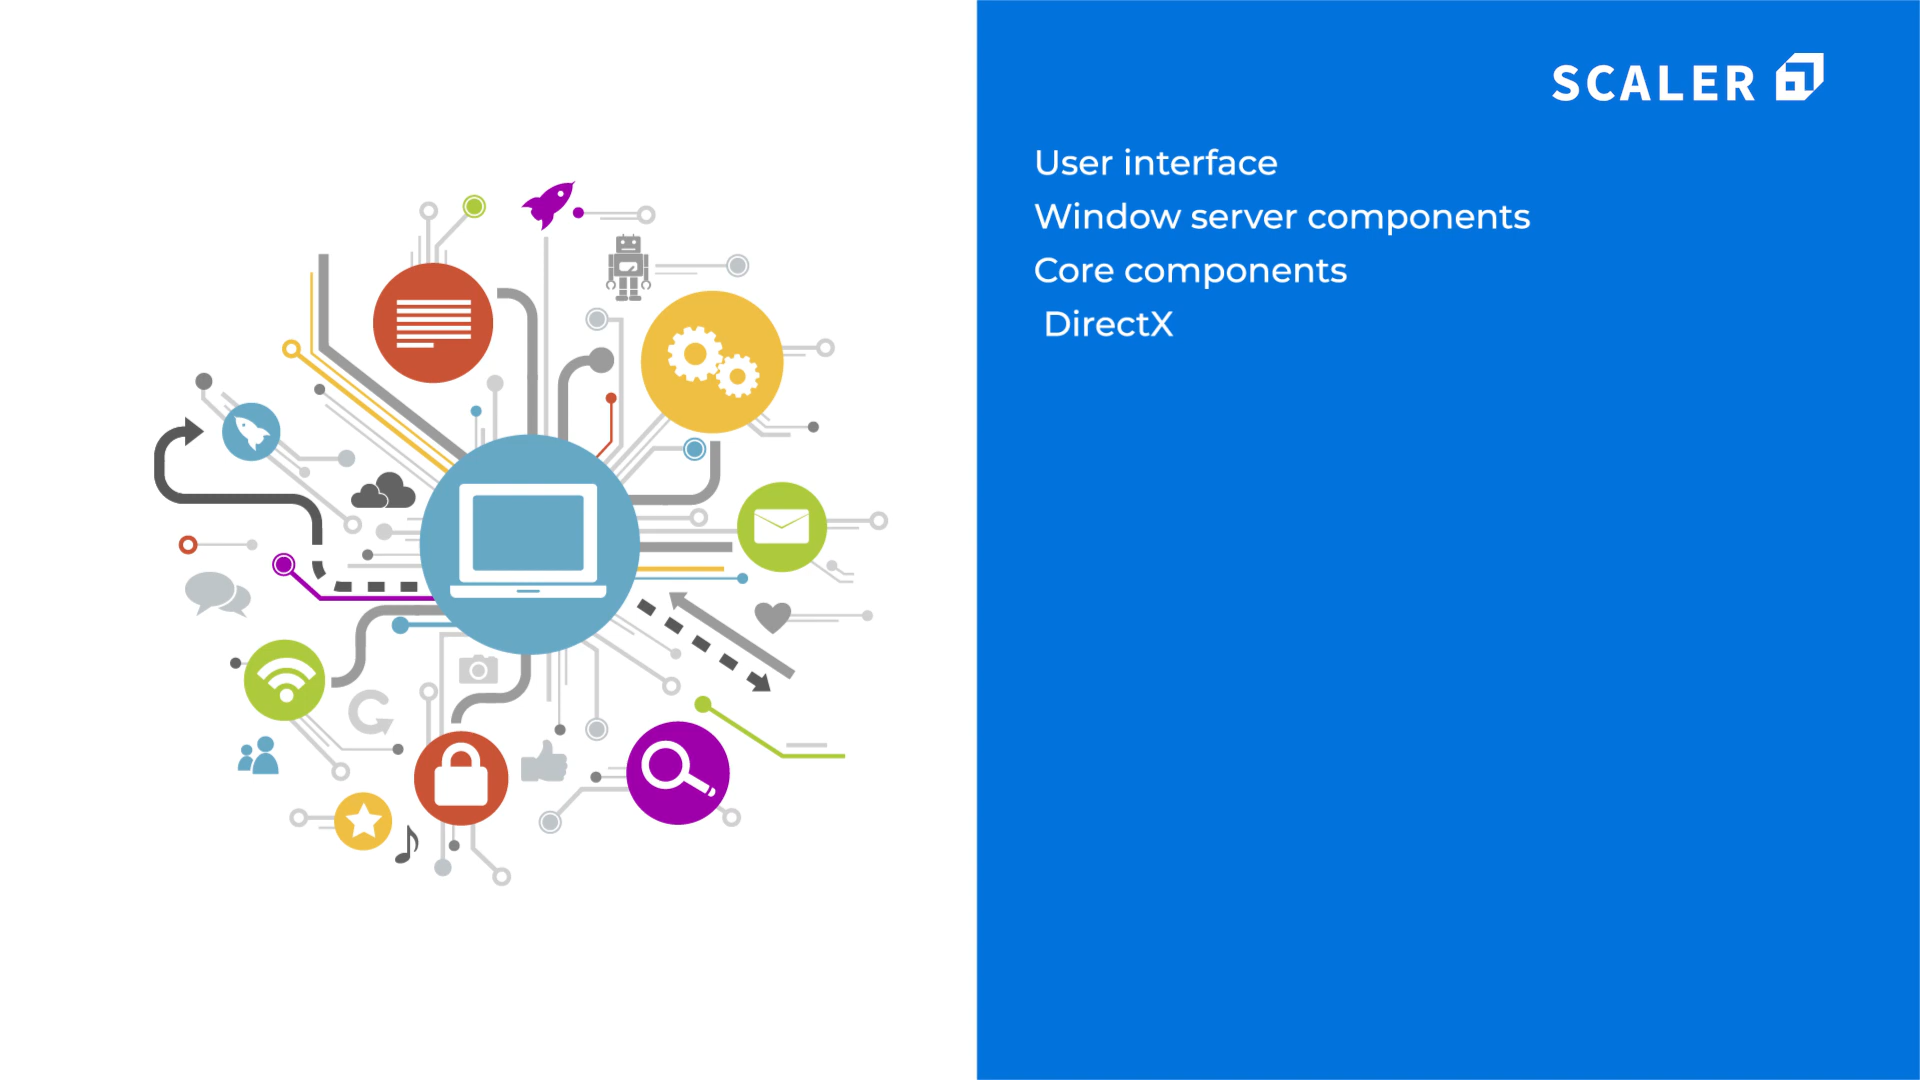 SCALER
User interface
Window server components
Core components
DirectX